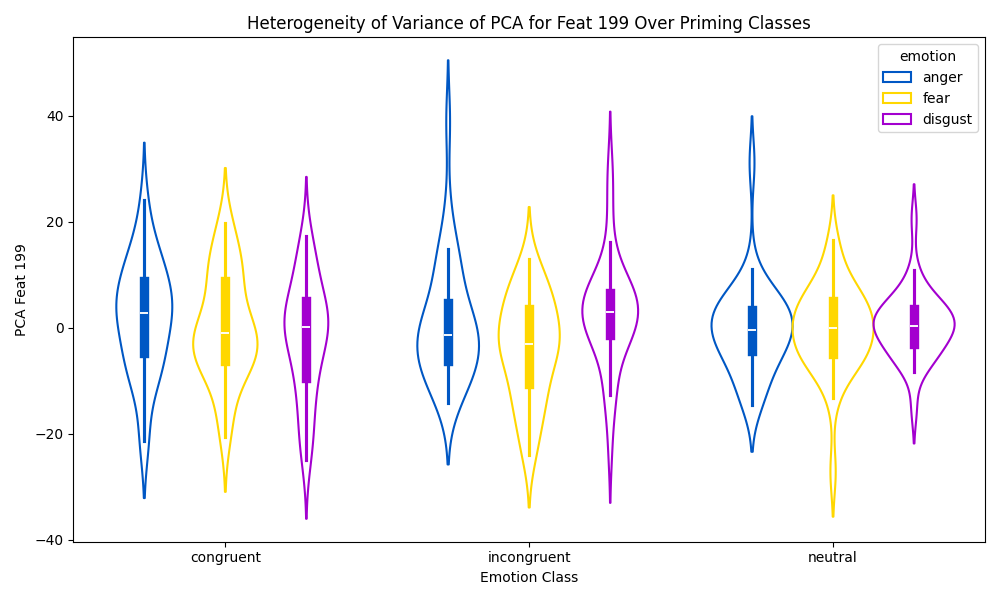 Heterogeneity of Variance of PCA for Feat 199 Over Priming Classes
emotion
anger
fear
disgust
PCA Feat 199
40
20
0
−20
−40
congruent
incongruent
neutral
Emotion Class